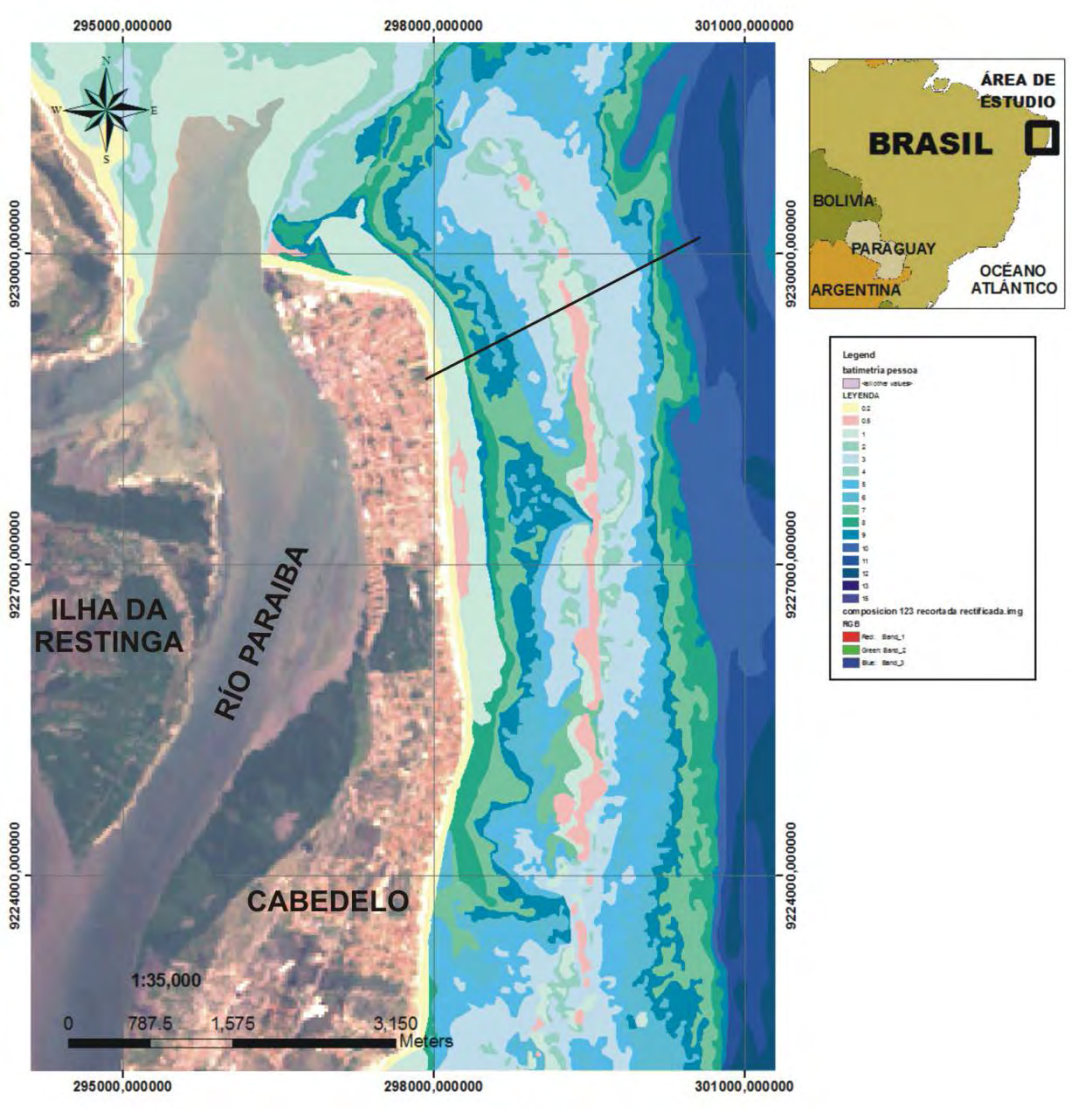 295000,000000
298000,000000
301000,000000
N
W
E
S
9230000,000000
9230000,000000
9227000,000000
9227000,000000
9224000,000000
9224000,000000
ILHA DA
RESTINGA
RÍO PARAIBA
CABEDELO
1:35,000
0
787.5
1,575
3,150
Meters
295000,000000
298000,000000
301000,000000
ÁREA DE
ESTUDIO
BRASIL
BOLIVIA
PARAGUAY
ARGENTINA
OCÉANO
ATLÁNTICO
Legend
batimetria pessoa
<all other values>
LEYENDA
0.2
0.5
1
2
3
4
5
6
7
8
9
10
11
12
13
15
composicion 123 recortada rectificada.img
RGB
Red: Band_1
Green: Band_2
Blue: Band_3